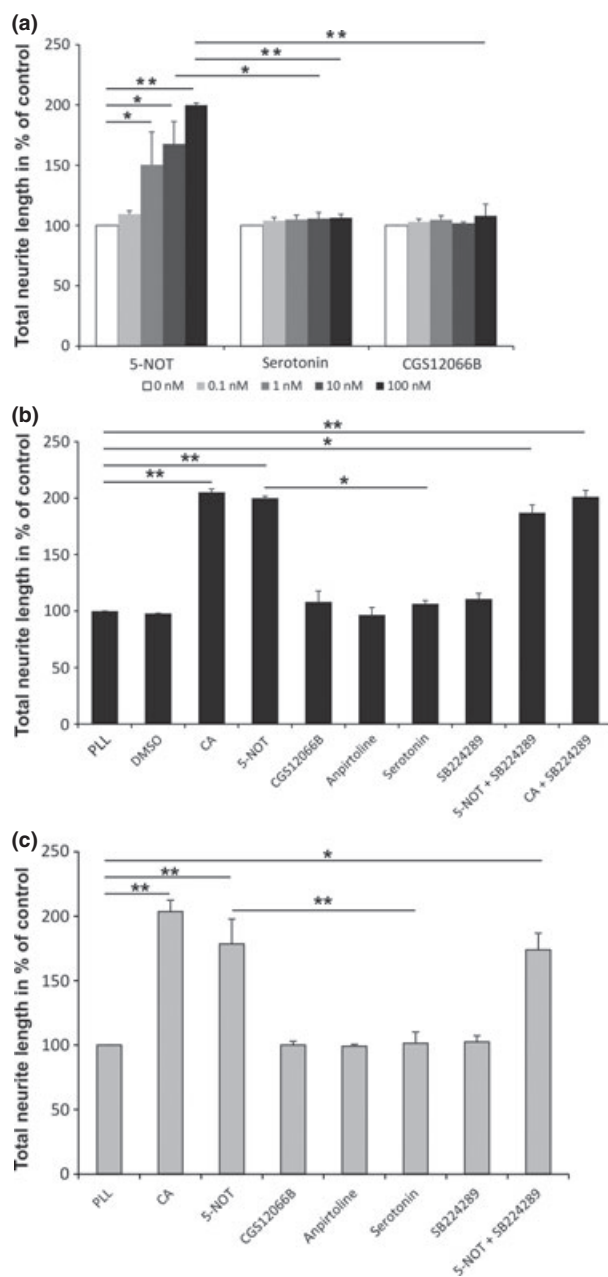 (a)
Total neurite length in % of control
250
200
150
100
50
0
**
**
*
**
*
*
5-NOT Serotonin CGS12066B
0 nM 0.1 nM 1 nM 10 nM 100 nM
(b)
Total neurite length in % of control
250
200
150
100
50
0
**
*
**
**
*
PLL
DMSO
CA
5-NOT
CGS12066B
Anpirtoline
Serotonin
SB224289
5-NOT + SB224289
CA + SB224289
(c)
Total neurite length in % of control
250
200
150
100
50
0
*
**
**
**
PLL
CA
5-NOT
CGS12066B
Anpirtoline
Serotonin
SB224289
5-NOT + SB224289